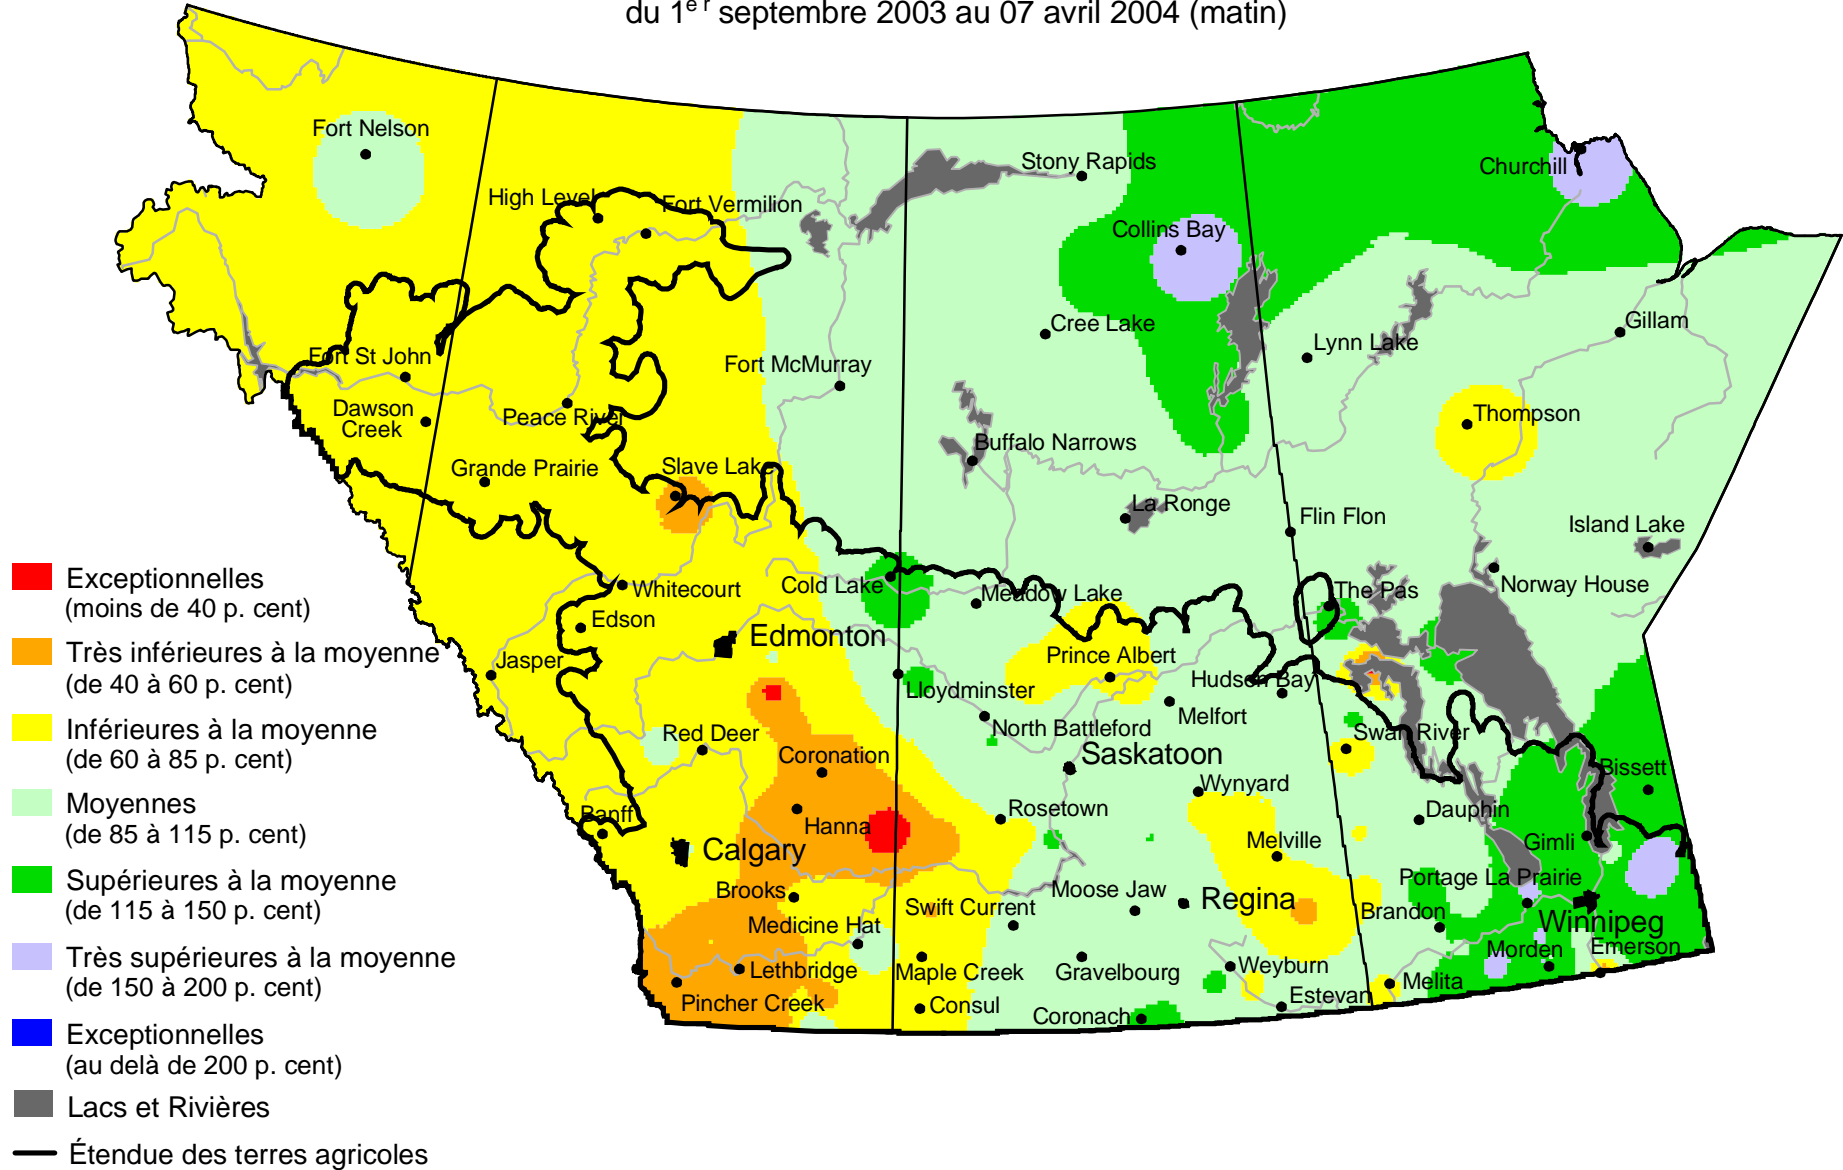 du 1er septembre 2003 au 07 avril 2004 (matin)
Fort Nelson
Stony Rapids
Churchill
High Level
Fort Vermilion
Collins Bay
Cree Lake
Gillam
Lynn Lake
Fort St John
Fort McMurray
Dawson
Creek
Peace River
Thompson
Buffalo Narrows
Grande Prairie
Slave Lake
La Ronge
Flin Flon
Island Lake
Whitecourt
Cold Lake
Meadow Lake
The Pas
Norway House
Edson
Edmonton
Jasper
Prince Albert
Hudson Bay
Lloydminster
Melfort
North Battleford
Red Deer
Swan River
Coronation
Saskatoon
Bissett
Wynyard
Banff
Hanna
Rosetown
Dauphin
Calgary
Melville
Gimli
Brooks
Moose Jaw
Regina
Portage La Prairie
Swift Current
Brandon
Winnipeg
Medicine Hat
Morden
Emerson
Lethbridge
Maple Creek
Gravelbourg
Weyburn
Melita
Pincher Creek
Consul
Coronach
Estevan
Exceptionnelles
(moins de 40 p. cent)
Très inférieures à la moyenne
(de 40 à 60 p. cent)
Inférieures à la moyenne
(de 60 à 85 p. cent)
Moyennes
(de 85 à 115 p. cent)
Supérieures à la moyenne
(de 115 à 150 p. cent)
Très supérieures à la moyenne
(de 150 à 200 p. cent)
Exceptionnelles
(au delà de 200 p. cent)
Lacs et Rivières
Étendue des terres agricoles